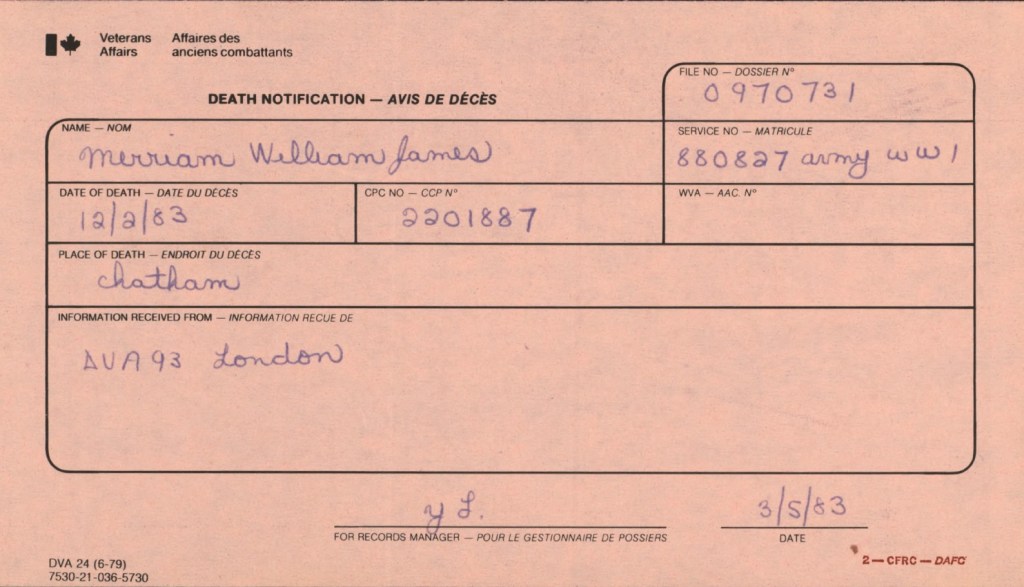 Veterans Affairs Affaires des anciens combattants
DEATH NOTIFICATION — AVIS DE DÉCÈS
FILE NO — DOSSIER N°
0970731
NAME — NOM
Merriam William James
SERVICE NO — MATRICULE
880827 army WW1
DATE OF DEATH — DATE DU DÉCÈS
12/2/83
CPC NO — CCP N°
2201887
WVA — AAC. N°
PLACE OF DEATH — ENDROIT DU DÉCÈS
Chatham
INFORMATION RECEIVED FROM — INFORMATION RECUE DE
DVA 93 London
y L.
FOR RECORDS MANAGER — POUR LE GESTIONNAIRE DE POSSIERS
3/5/83
DATE
DVA 24 (6-79)
7530-21-036-5730
2 — CFRC — DAFC